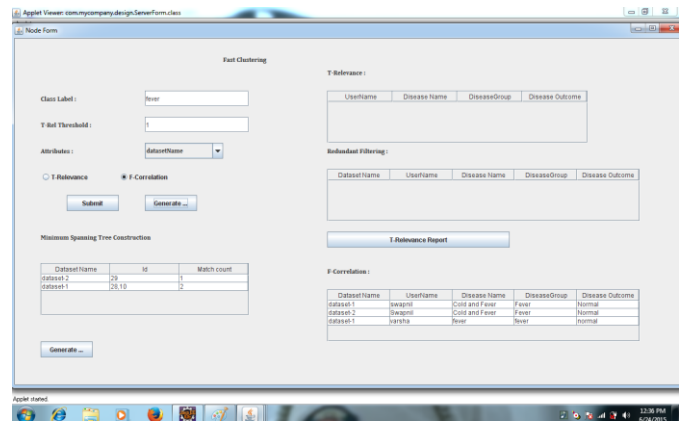 Applet Viewer: com.mycompany.design.ServerForm.class
Applet
Node Form
Fast Clustering
Class Label :
fever
T-Rel Threshold :
1
Attributes :
datasetName
T-Relevance
F-Correlation
Submit
Generate ...
Minimum Spanning Tree Construction
Dataset Name Id Match count
dataset-2 29 1
dataset-1 28,18 2
Generate ...
T-Relevance :
UserName Disease Name DiseaseGroup Disease Outcome
Redundant Filtering :
Dataset Name UserName Disease Name DiseaseGroup Disease Outcome
T-Relevance Report
F-Correlation :
Dataset Name UserName Disease Name DiseaseGroup Disease Outcome
dataset-1 swapnil Cold and Fever Fever Normal
dataset-2 Swapnil Cold and Fever Fever Normal
dataset-1 varsha fever fever normal
Applet started.
12:36 PM
6/24/2015